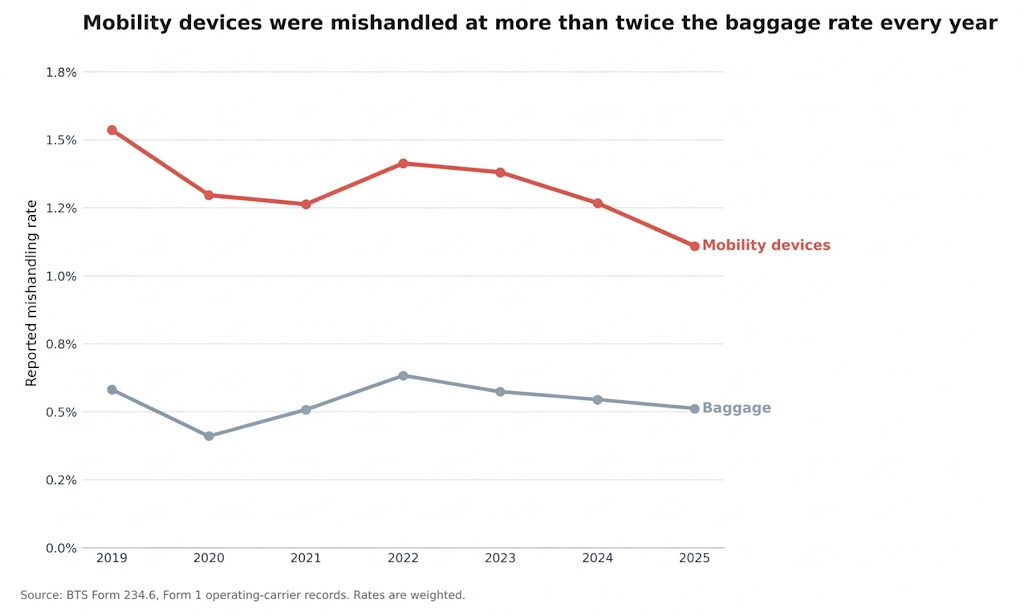 Mobility devices were mishandled at more than twice the baggage rate every year
Reported mishandling rate
1.8%
1.5%
1.2%
1.0%
0.8%
0.5%
0.2%
0.0%
Mobility devices
Baggage
2019 2020 2021 2022 2023 2024 2025
Source: BTS Form 234.6, Form 1 operating-carrier records. Rates are weighted.